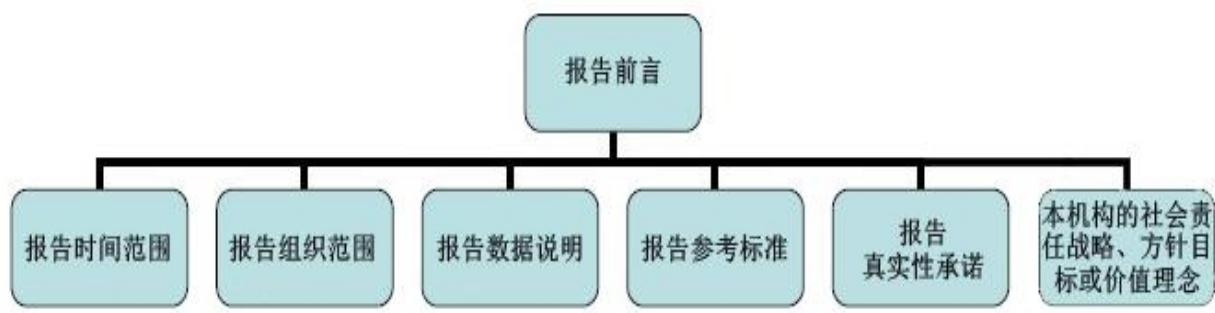 报告前言
报告时间范围
报告组织范围
报告数据说明
报告参考标准
报告
真实性承诺
本机构的社会责
任战略、方针目
标或价值理念